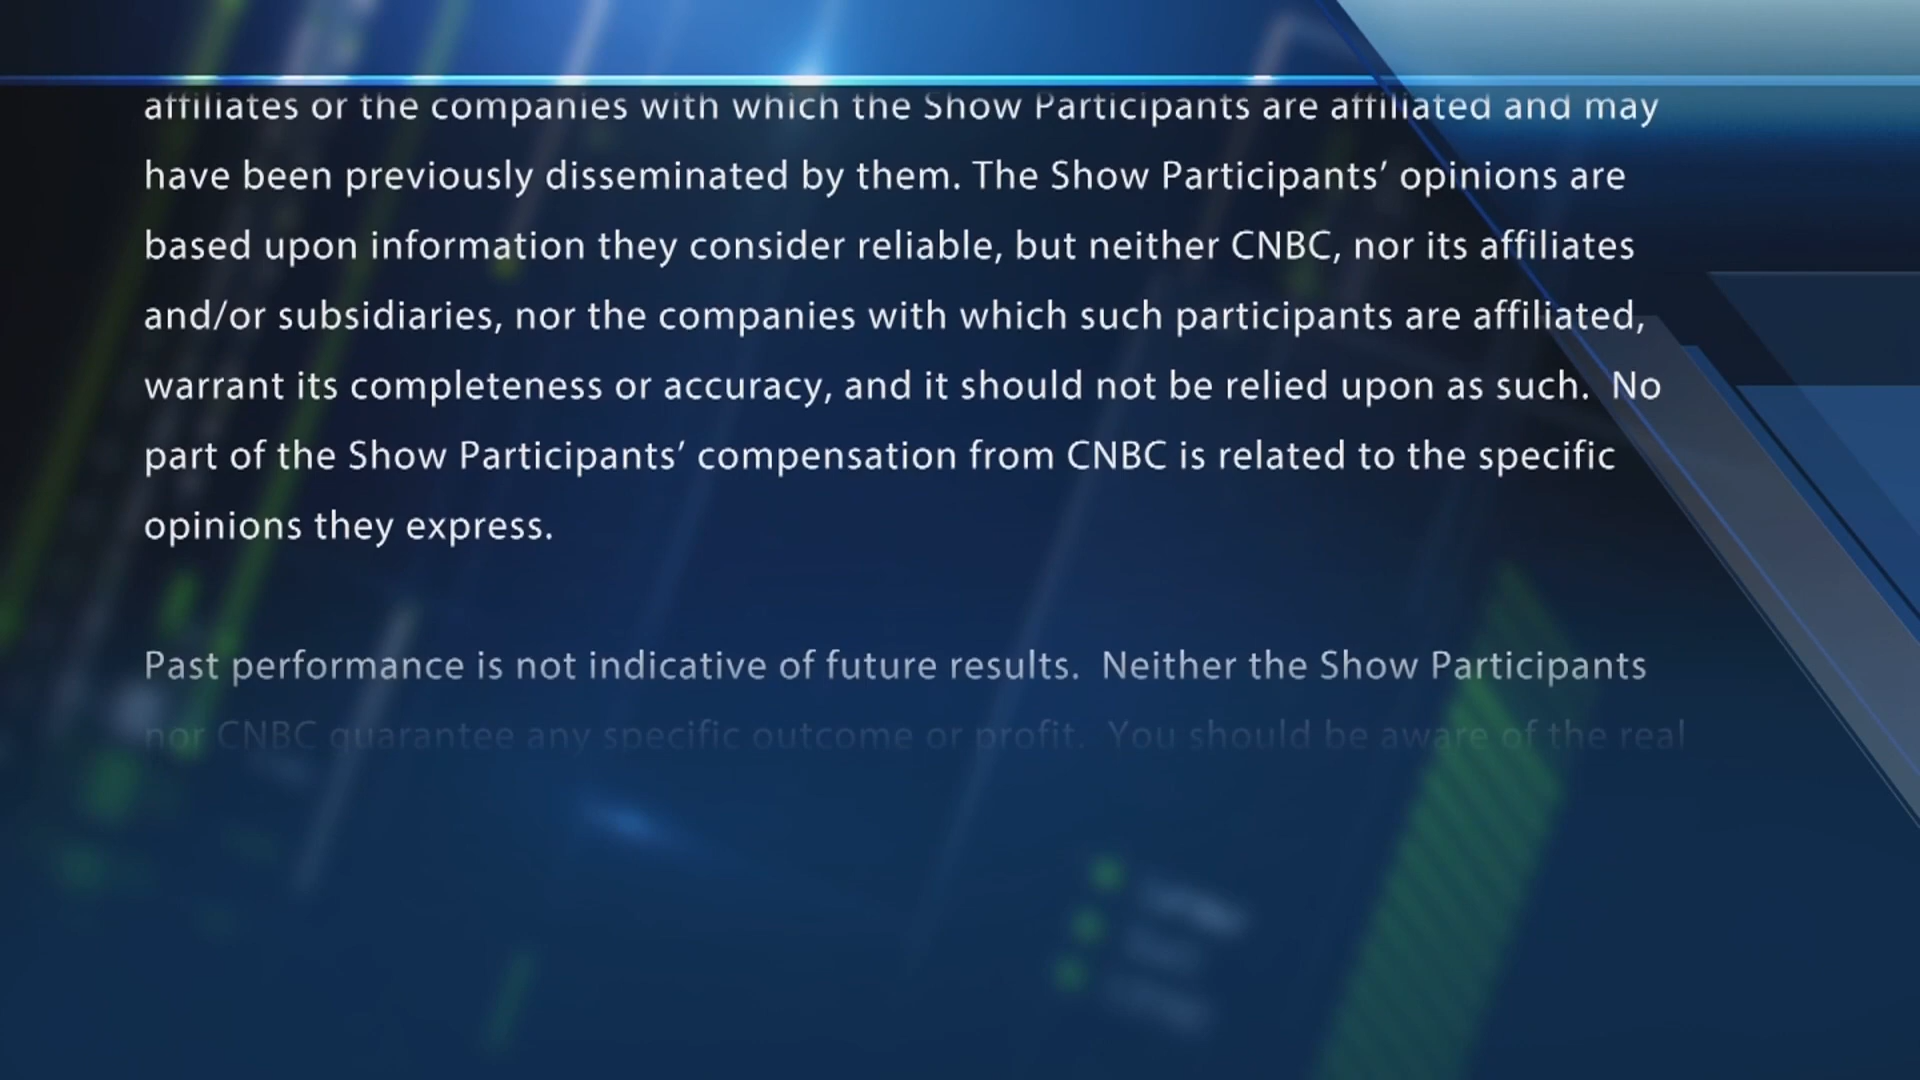 affiliates or the companies with which the Show Participants are affiliated and may
have been previously disseminated by them. The Show Participants’ opinions are
based upon information they consider reliable, but neither CNBC, nor its affiliates
and/or subsidiaries, nor the companies with which such participants are affiliated,
warrant its completeness or accuracy, and it should not be relied upon as such.  No
part of the Show Participants’ compensation from CNBC is related to the specific
opinions they express.
Past performance is not indicative of future results.  Neither the Show Participants
nor CNBC guarantee any specific outcome or profit.  You should be aware of the real